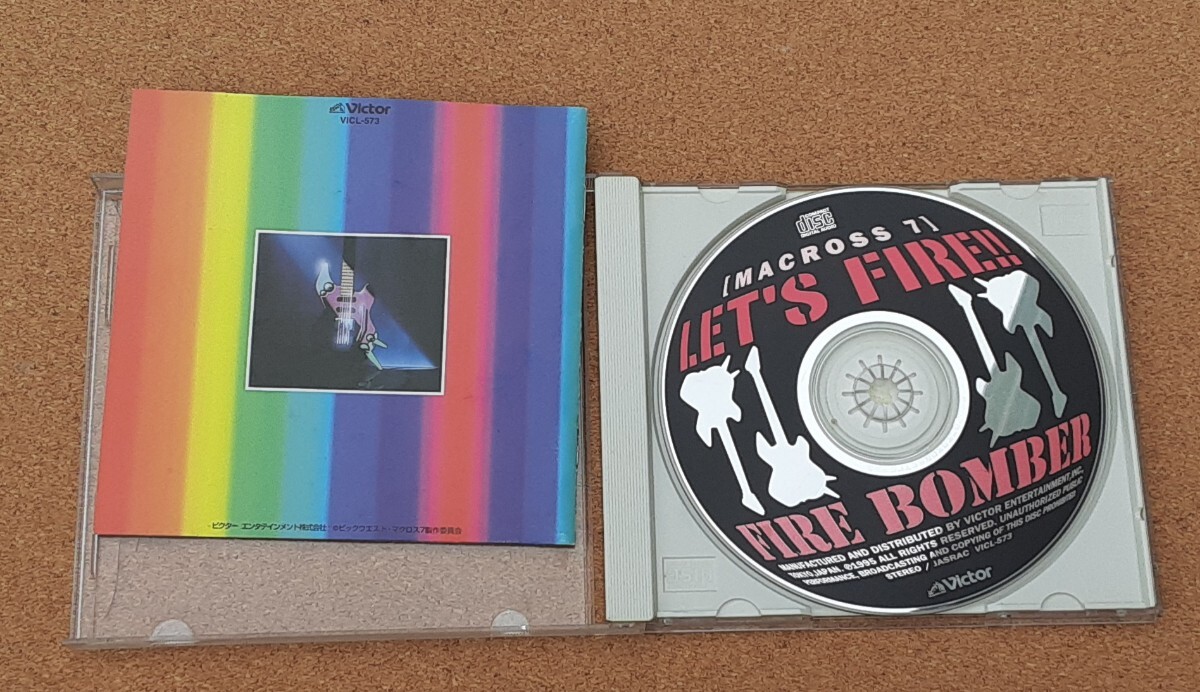 Victor
VICL-573
ビクター エンタテインメント株式会社 ©ビックウエスト・マクロス7製作委員会
COMPACT
disc
DIGITAL AUDIO
[MACROSS 7]
LET'S FIRE!!
FIRE BOMBER
MANUFACTURED AND DISTRIBUTED BY VICTOR ENTERTAINMENT, INC.
TOKYO, JAPAN. ℗1995 ALL RIGHTS RESERVED. UNAUTHORIZED PUBLIC
PERFORMANCE, BROADCASTING AND COPYING OF THIS DISC PROHIBITED
STEREO / JASRAC VICL-573
Victor